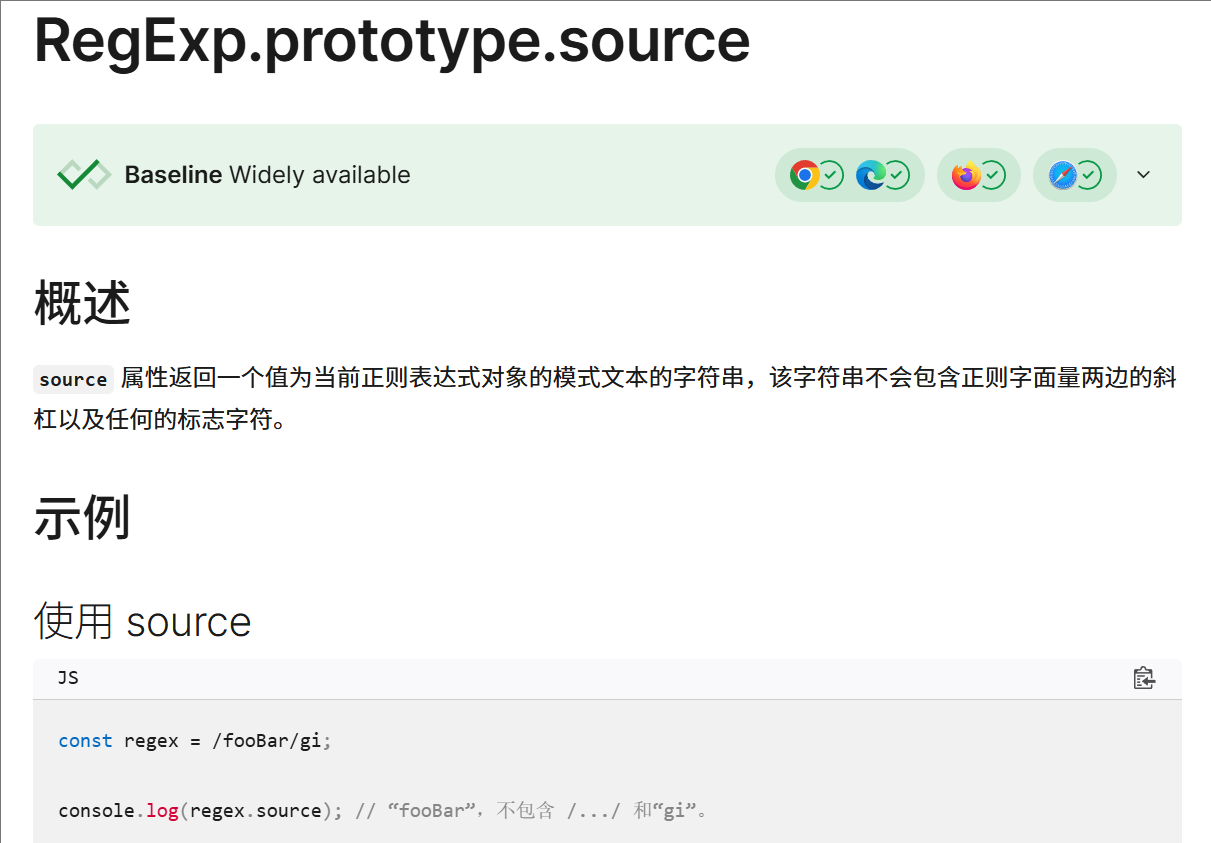 RegExp.prototype.source
Baseline Widely available
概述
source 属性返回一个值为当前正则表达式对象的模式文本的字符串，该字符串不会包含正则字面量两边的斜
杠以及任何的标志字符。
示例
使用 source
JS
const regex = /fooBar/gi;
console.log(regex.source); // “fooBar”，不包含 /.../ 和“gi”。